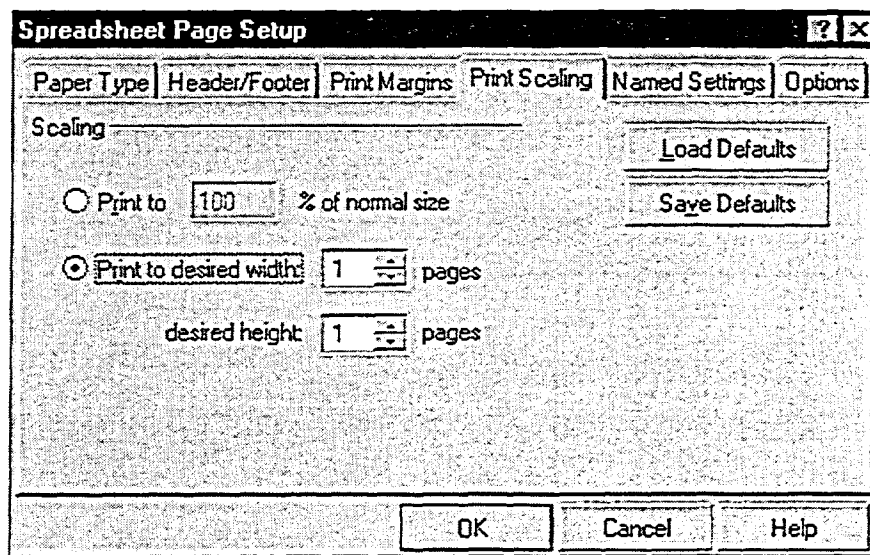 Spreadsheet Page Setup ? ×
Paper Type Header/Footer Print Margins Print Scaling Named Settings Options
Scaling
Load Defaults
Print to 100 % of normal size
Save Defaults
Print to desired width: 1 pages
desired height: 1 pages
OK Cancel Help